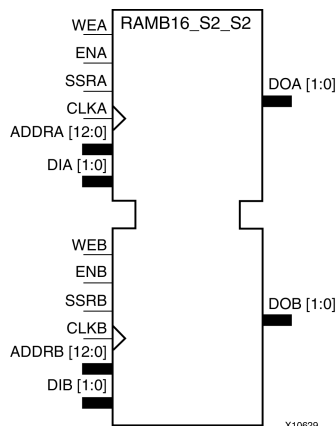 RAMB16_S2_S2
WEA
ENA
SSRA
CLKA
ADDRA [12:0]
DIA [1:0]
DOA [1:0]
WEB
ENB
SSRB
CLKB
ADDRB [12:0]
DIB [1:0]
DOB [1:0]
X10629